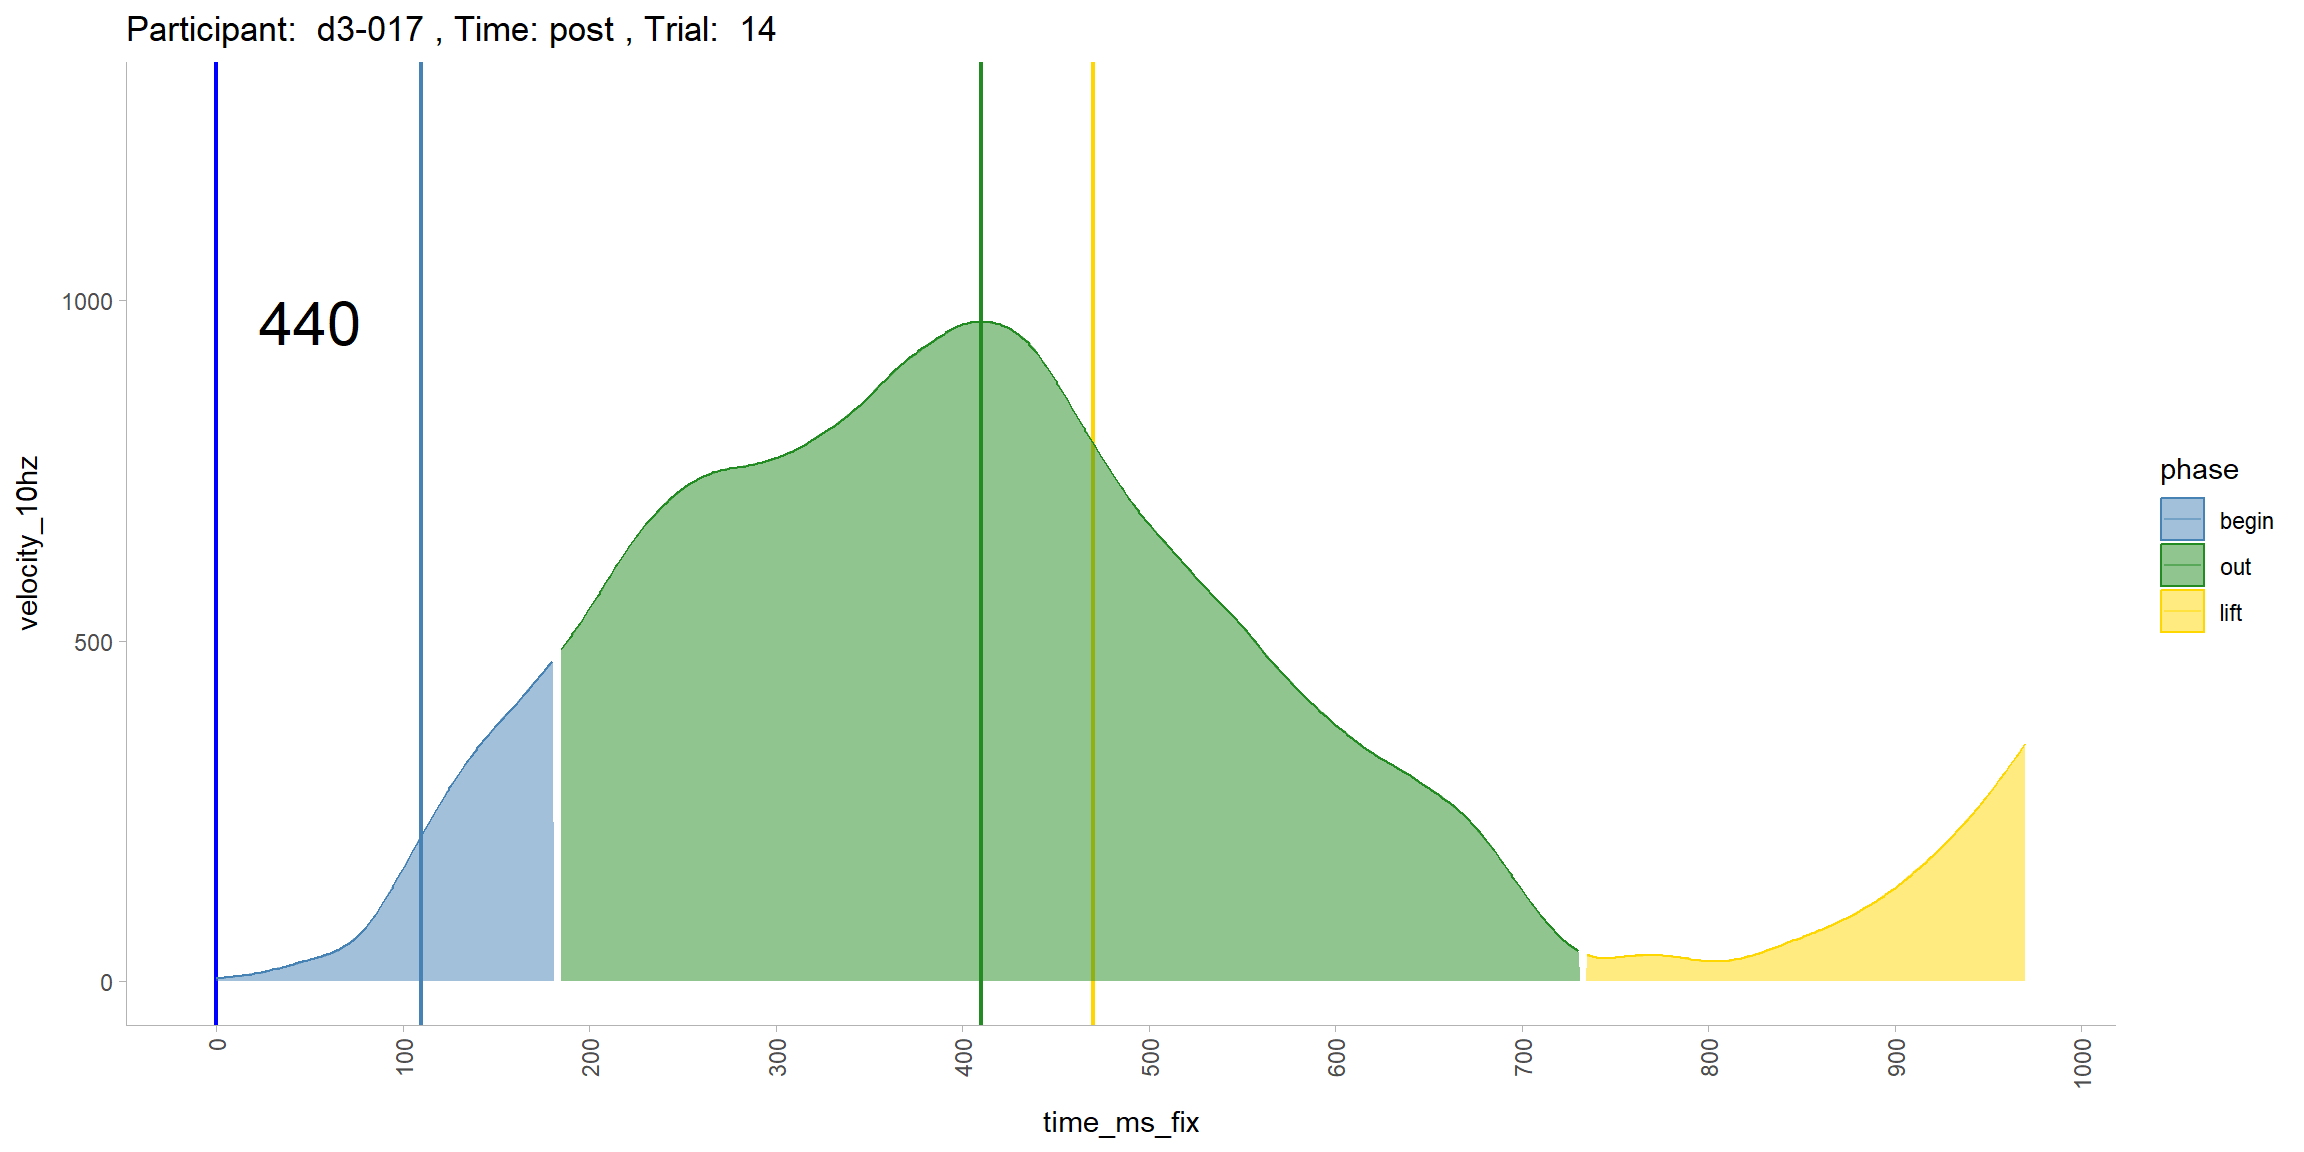 Participant:  d3-017 , Time: post , Trial:  14
1000
440
500
0
velocity_10hz
0
100
200
300
400
500
600
700
800
900
1000
time_ms_fix
phase
begin
out
lift